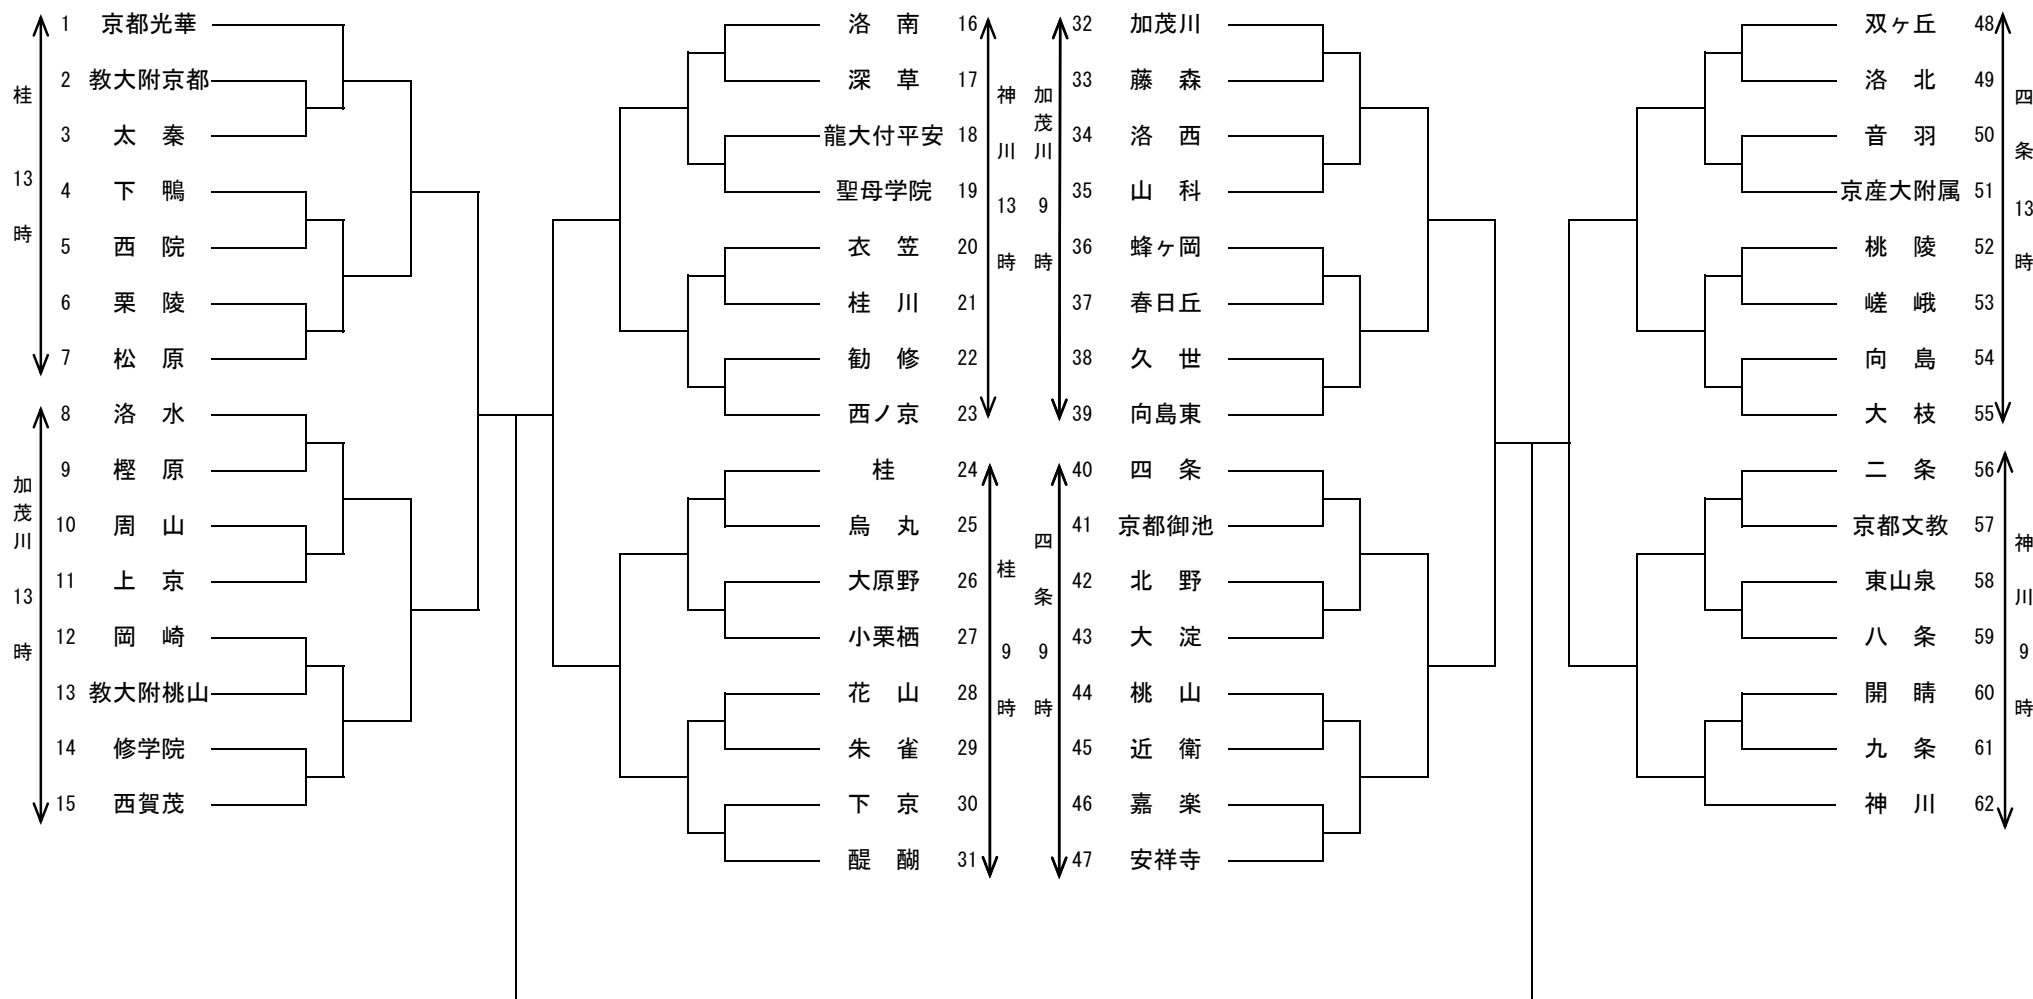 桂 13 時
1 京都光華
2 教大附京都
3 太 秦
4 下 鴨
5 西 院
6 栗 陵
7 松 原
加茂川 13 時
8 洛 水
9 樫 原
10 周 山
11 上 京
12 岡 崎
13 教大附桃山
14 修学院
15 西賀茂
洛 南 16
深 草 17
龍大付平安 18
聖母学院 19
衣 笠 20
桂 川 21
勧 修 22
西ノ京 23
神 川 13 時
桂 24
烏 丸 25
大原野 26
小栗栖 27
花 山 28
朱 雀 29
下 京 30
醍 醐 31
桂 9 時
加茂川 9 時
32 加茂川
33 藤 森
34 洛 西
35 山 科
36 蜂ヶ岡
37 春日丘
38 久 世
39 向島東
四 条 9 時
40 四 条
41 京都御池
42 北 野
43 大 淀
44 桃 山
45 近 衛
46 嘉 楽
47 安祥寺
双ヶ丘 48
洛 北 49
音 羽 50
京産大附属 51
桃 陵 52
嵯 峨 53
向 島 54
大 枝 55
四 条 13 時
二 条 56
京都文教 57
東山泉 58
八 条 59
開 睛 60
九 条 61
神 川 62
神 川 9 時